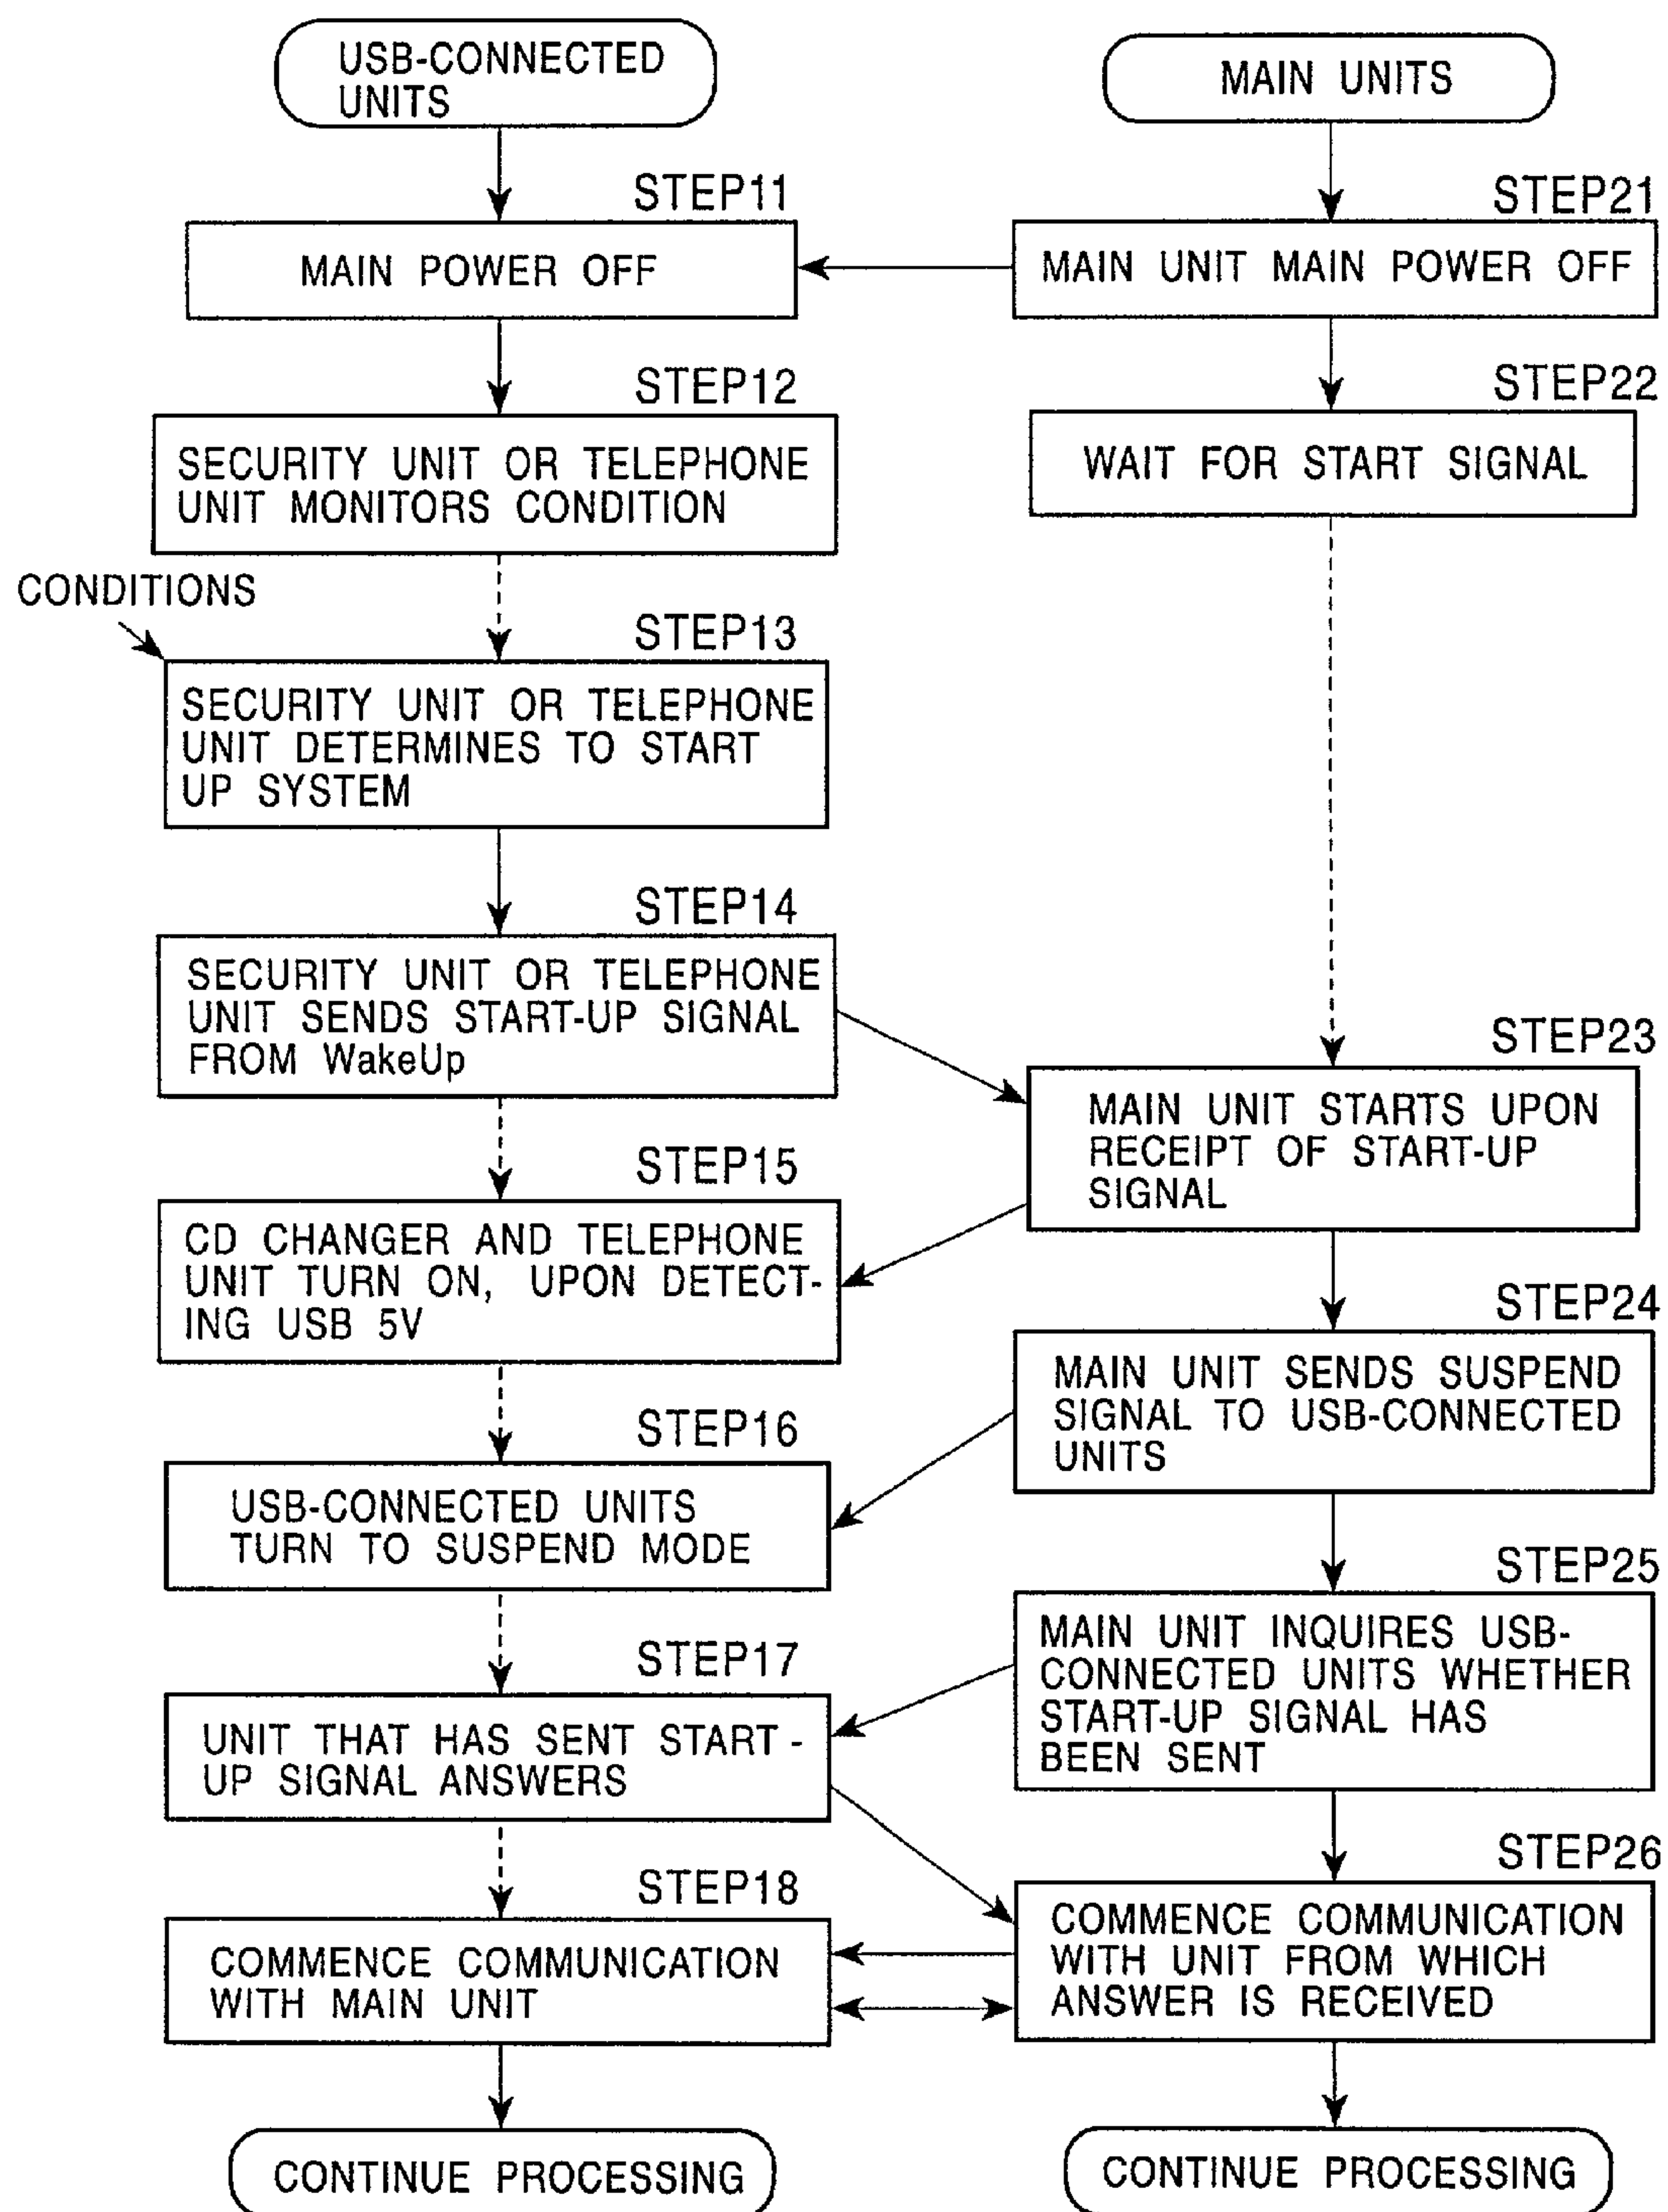 USB-CONNECTED
UNITS
MAIN UNITS
STEP11
MAIN POWER OFF
STEP21
MAIN UNIT MAIN POWER OFF
STEP12
SECURITY UNIT OR TELEPHONE
UNIT MONITORS CONDITION
STEP22
WAIT FOR START SIGNAL
CONDITIONS
STEP13
SECURITY UNIT OR TELEPHONE
UNIT DETERMINES TO START
UP SYSTEM
STEP14
SECURITY UNIT OR TELEPHONE
UNIT SENDS START-UP SIGNAL
FROM WakeUp
STEP23
MAIN UNIT STARTS UPON
RECEIPT OF START-UP
SIGNAL
STEP15
CD CHANGER AND TELEPHONE
UNIT TURN ON, UPON DETECT-
ING USB 5V
STEP24
MAIN UNIT SENDS SUSPEND
SIGNAL TO USB-CONNECTED
UNITS
STEP16
USB-CONNECTED UNITS
TURN TO SUSPEND MODE
STEP25
MAIN UNIT INQUIRES USB-
CONNECTED UNITS WHETHER
START-UP SIGNAL HAS
BEEN SENT
STEP17
UNIT THAT HAS SENT START-
UP SIGNAL ANSWERS
STEP26
COMMENCE COMMUNICATION
WITH UNIT FROM WHICH
ANSWER IS RECEIVED
STEP18
COMMENCE COMMUNICATION
WITH MAIN UNIT
CONTINUE PROCESSING
CONTINUE PROCESSING